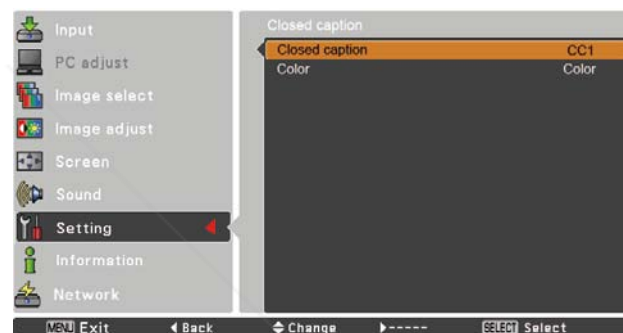 Input
PC adjust
Image select
Image adjust
Screen
Sound
Setting
Information
Network
Closed caption
Closed caption CC1
Color Color
MENU Exit Back Change ----- SELECT Select